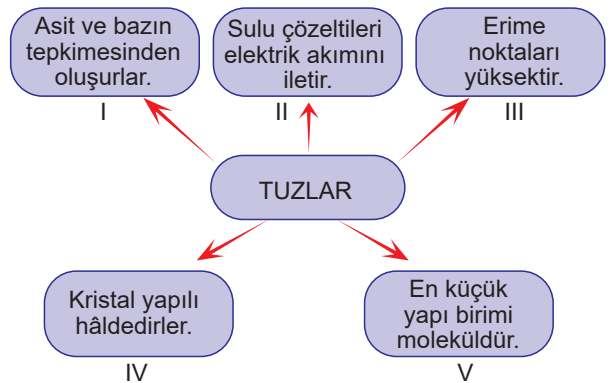 Asit ve bazın
tepkimesinden
oluşurlar.
I
Sulu çözeltileri
elektrik akımını
iletir.
II
Erime
noktaları
yüksektir.
III
TUZLAR
Kristal yapılı
hâldedirler.
IV
En küçük
yapı birimi
moleküldür.
V